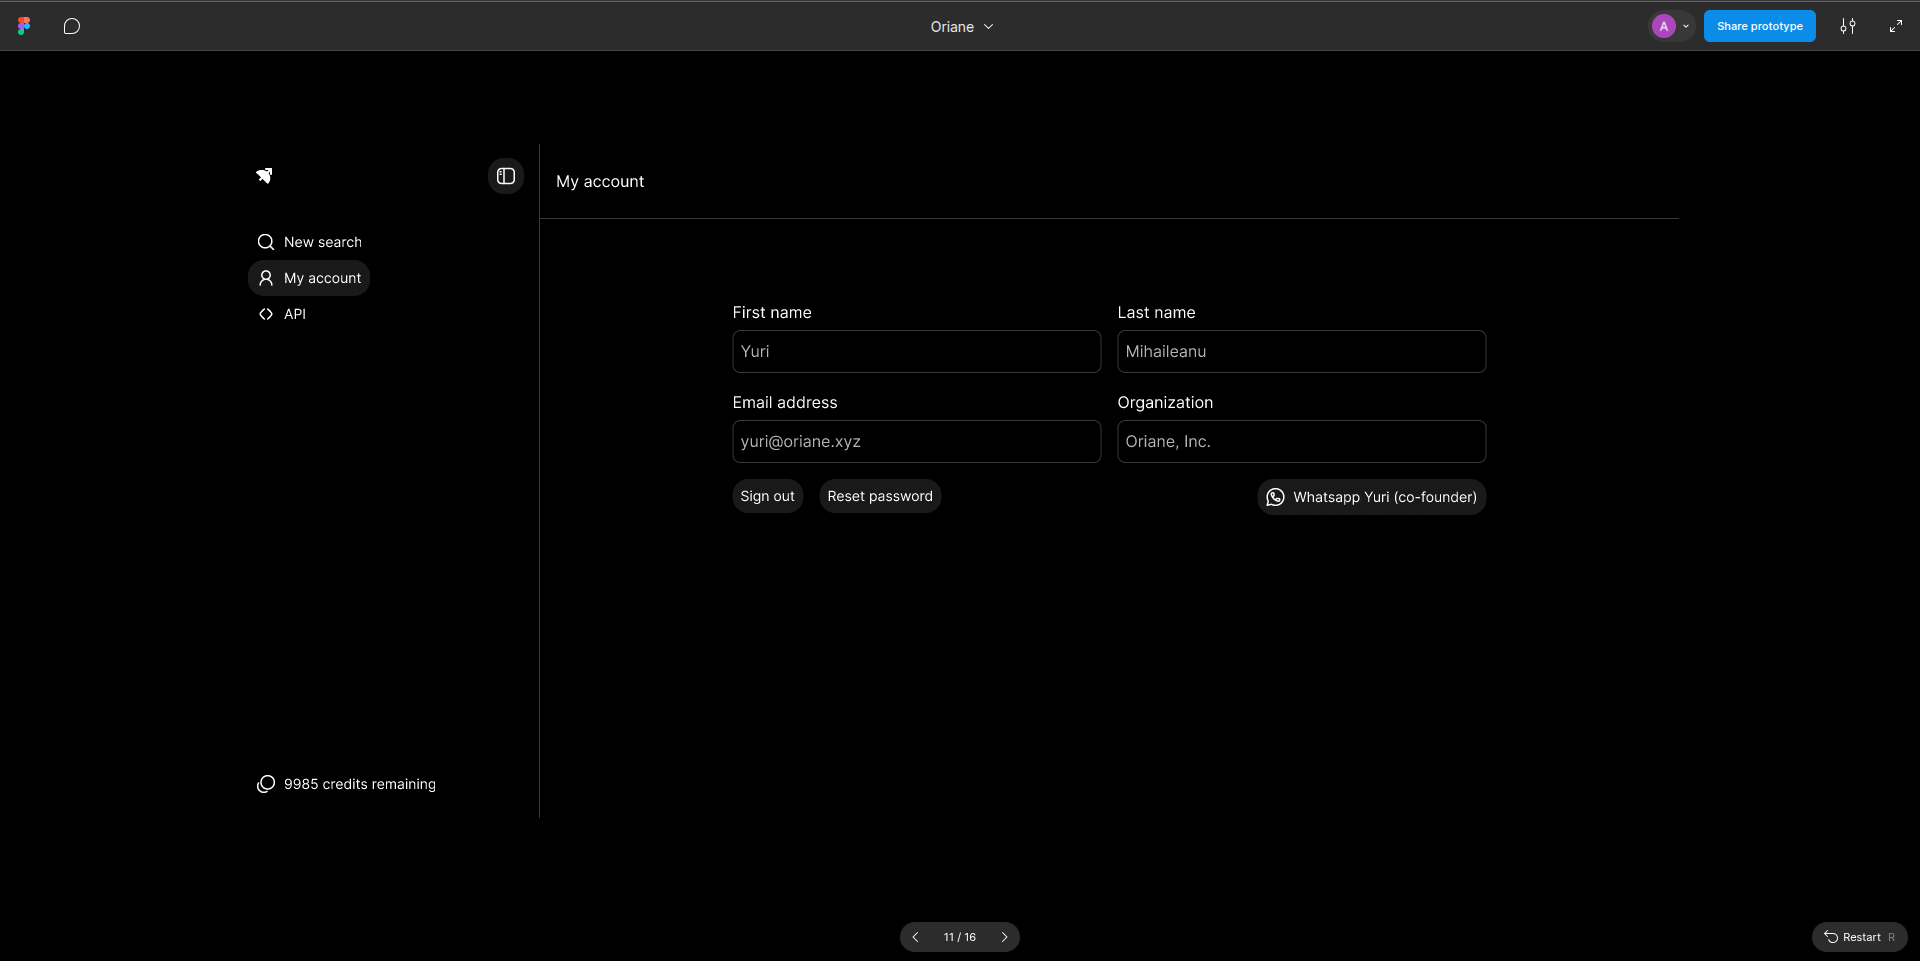 Oriane
A
Share prototype
My account
New search
My account
API
First name
Last name
Yuri
Mihaileanu
Email address
Organization
yuri@oriane.xyz
Oriane, Inc.
Sign out
Reset password
Whatsapp Yuri (co-founder)
9985 credits remaining
11 / 16
Restart R